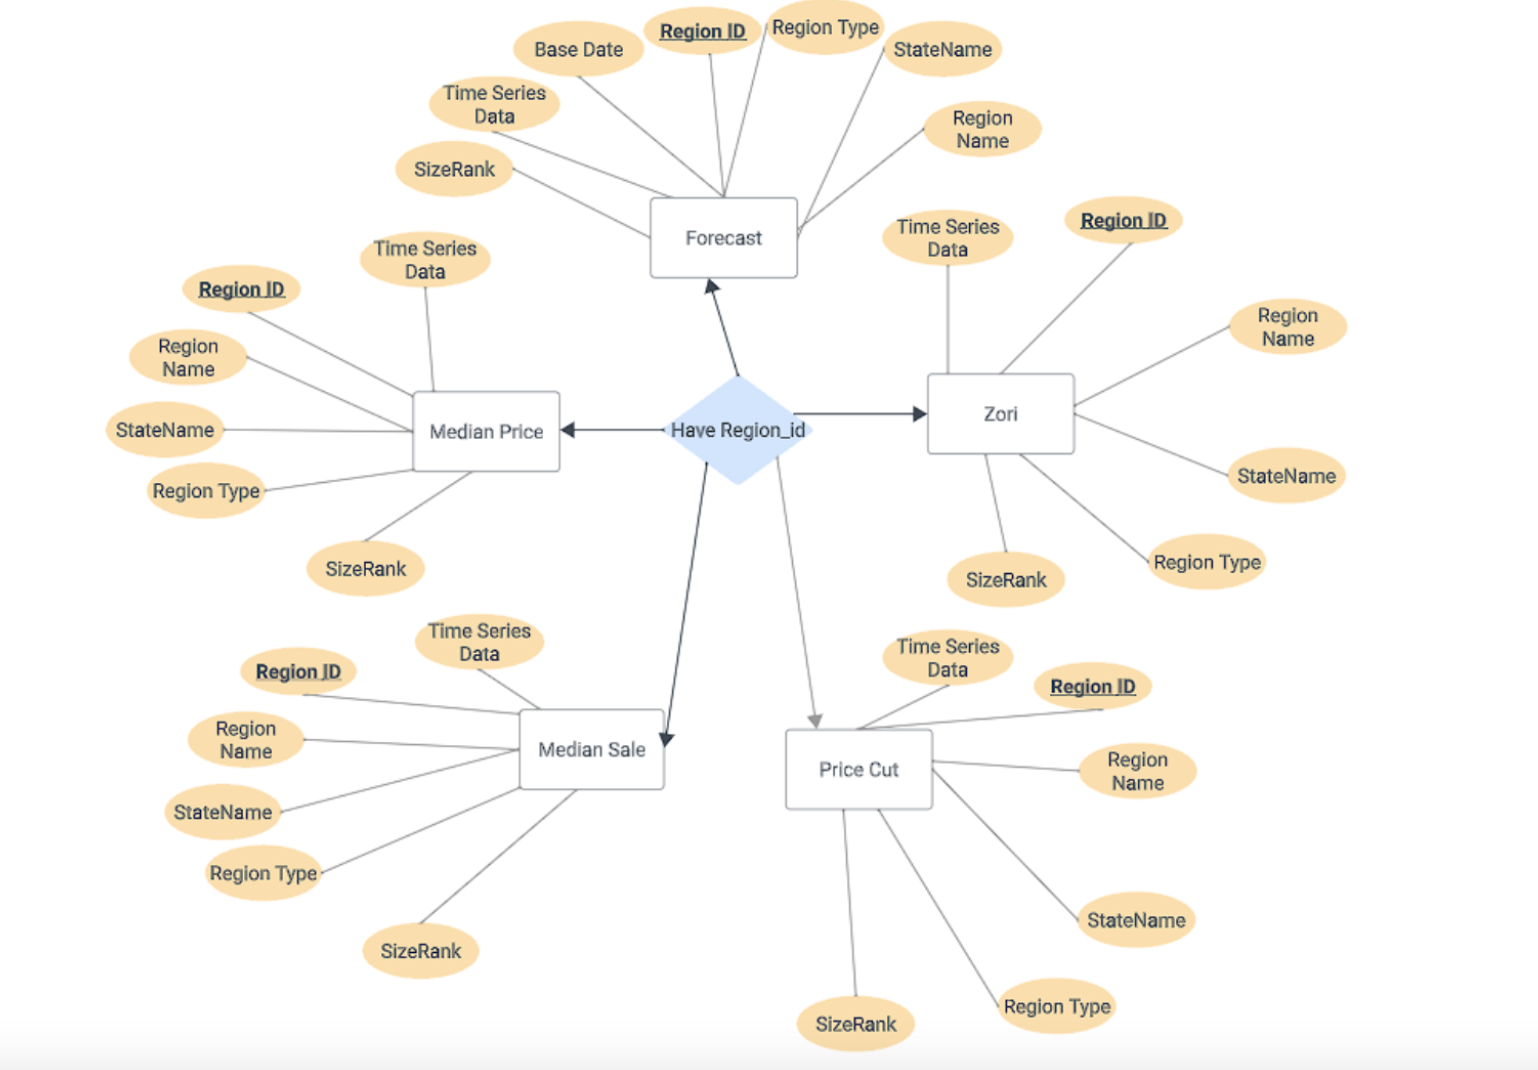 Region ID
Region Type
Base Date
StateName
Time Series
Data
Region
Name
SizeRank
Forecast
Time Series
Data
Region ID
Region
Name
StateName
Region Type
SizeRank
Median Price
Have Region_id
Time Series
Data
Region ID
Region
Name
StateName
Region Type
SizeRank
Zori
Time Series
Data
Region ID
Region
Name
StateName
Region Type
SizeRank
Median Sale
Time Series
Data
Region ID
Region
Name
StateName
Region Type
SizeRank
Price Cut